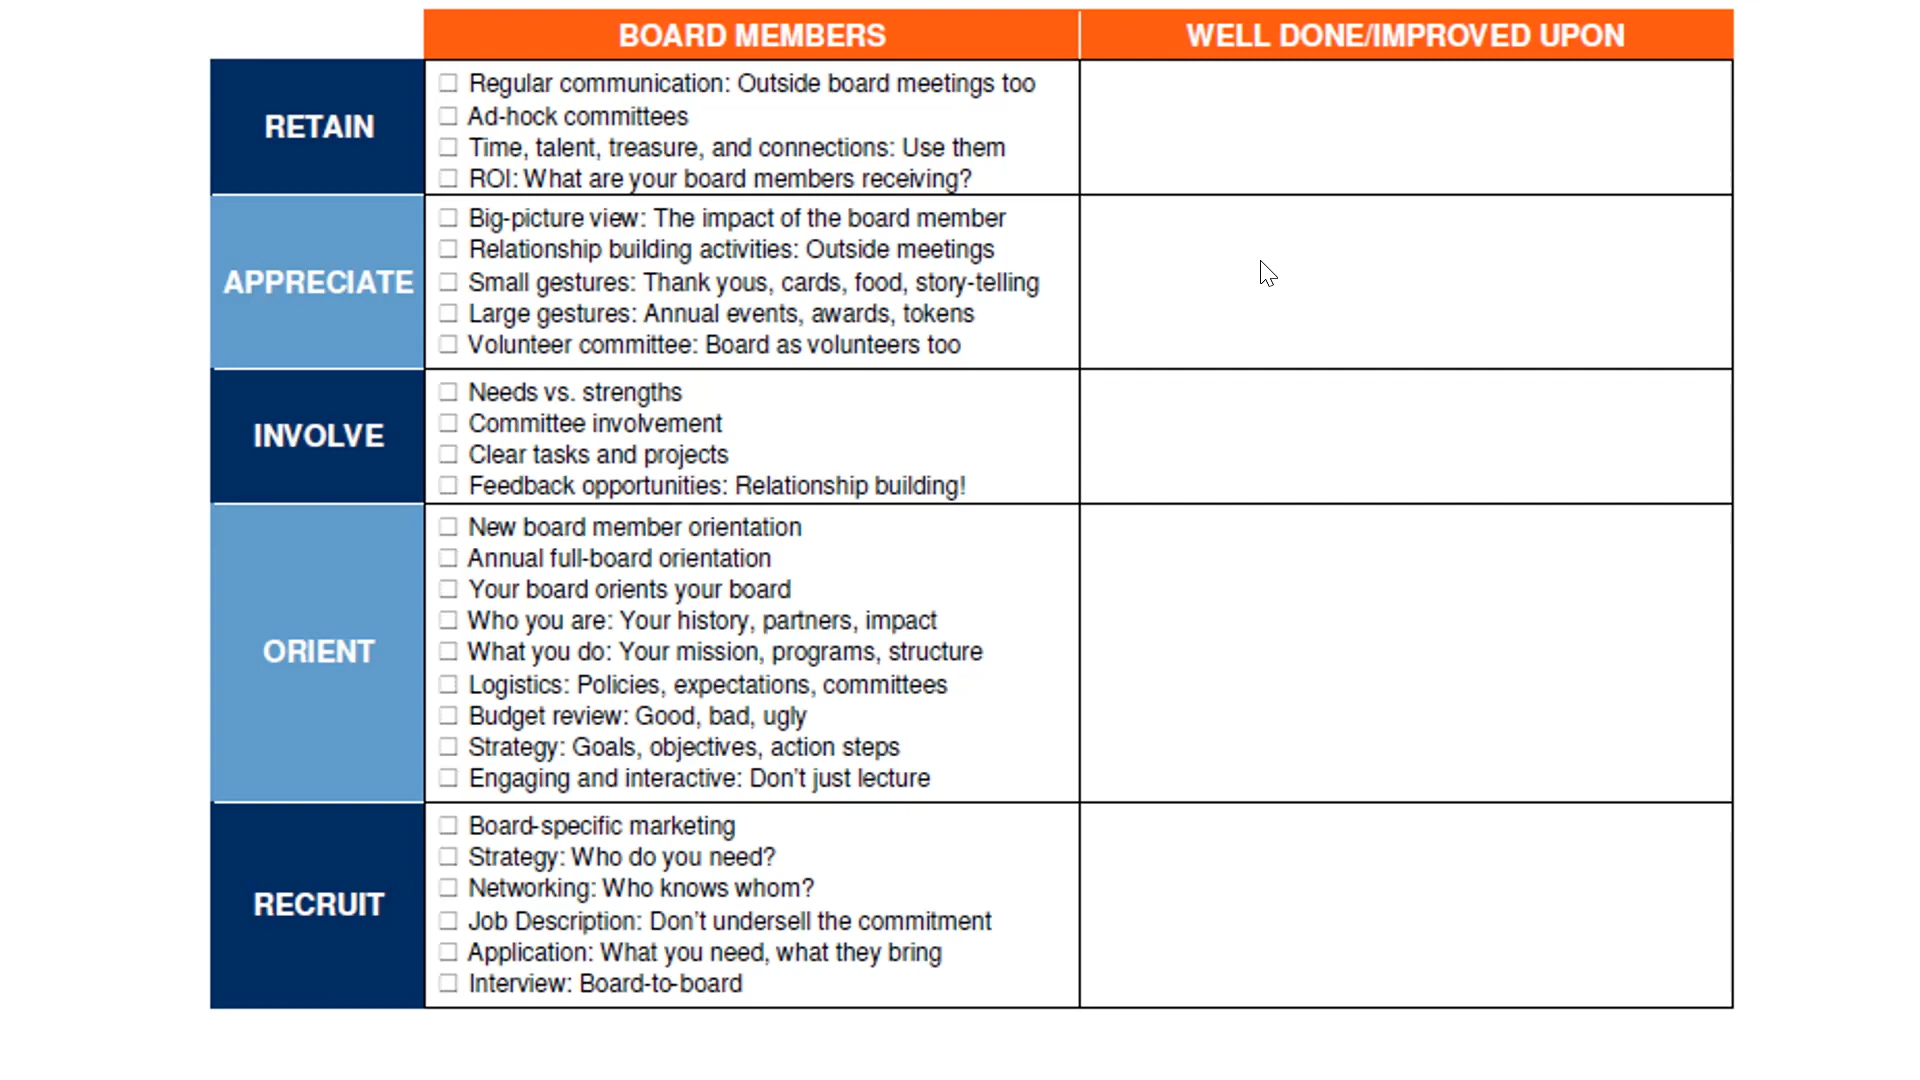 BOARD MEMBERS
WELL DONE/IMPROVED UPON
RETAIN
Regular communication: Outside board meetings too
Ad-hock committees
Time, talent, treasure, and connections: Use them
ROI: What are your board members receiving?
APPRECIATE
Big-picture view: The impact of the board member
Relationship building activities: Outside meetings
Small gestures: Thank yous, cards, food, story-telling
Large gestures: Annual events, awards, tokens
Volunteer committee: Board as volunteers too
INVOLVE
Needs vs. strengths
Committee involvement
Clear tasks and projects
Feedback opportunities: Relationship building!
ORIENT
New board member orientation
Annual full-board orientation
Your board orients your board
Who you are: Your history, partners, impact
What you do: Your mission, programs, structure
Logistics: Policies, expectations, committees
Budget review: Good, bad, ugly
Strategy: Goals, objectives, action steps
Engaging and interactive: Don't just lecture
RECRUIT
Board-specific marketing
Strategy: Who do you need?
Networking: Who knows whom?
Job Description: Don't undersell the commitment
Application: What you need, what they bring
Interview: Board-to-board